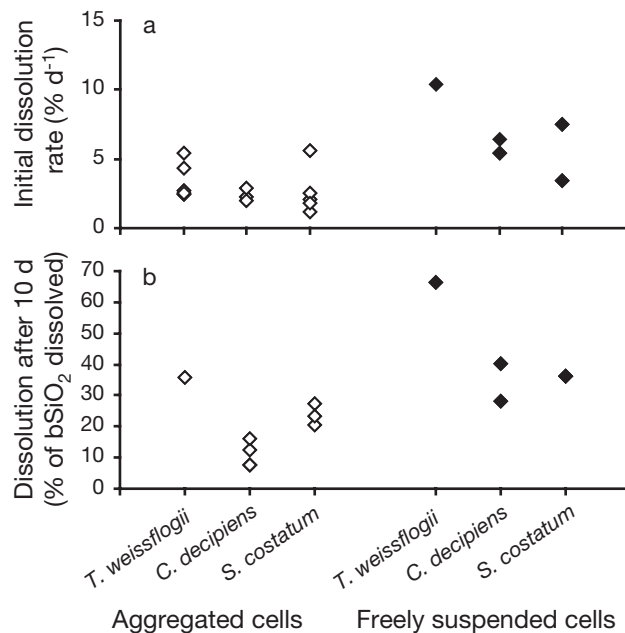 a
15
10
5
0
Initial dissolution
rate (% d⁻¹)
b
70
60
50
40
30
20
10
0
Dissolution after 10 d
(% of bSiO₂ dissolved)
T. weissflogii
C. decipiens
S. costatum
T. weissflogii
C. decipiens
S. costatum
Aggregated cells
Freely suspended cells